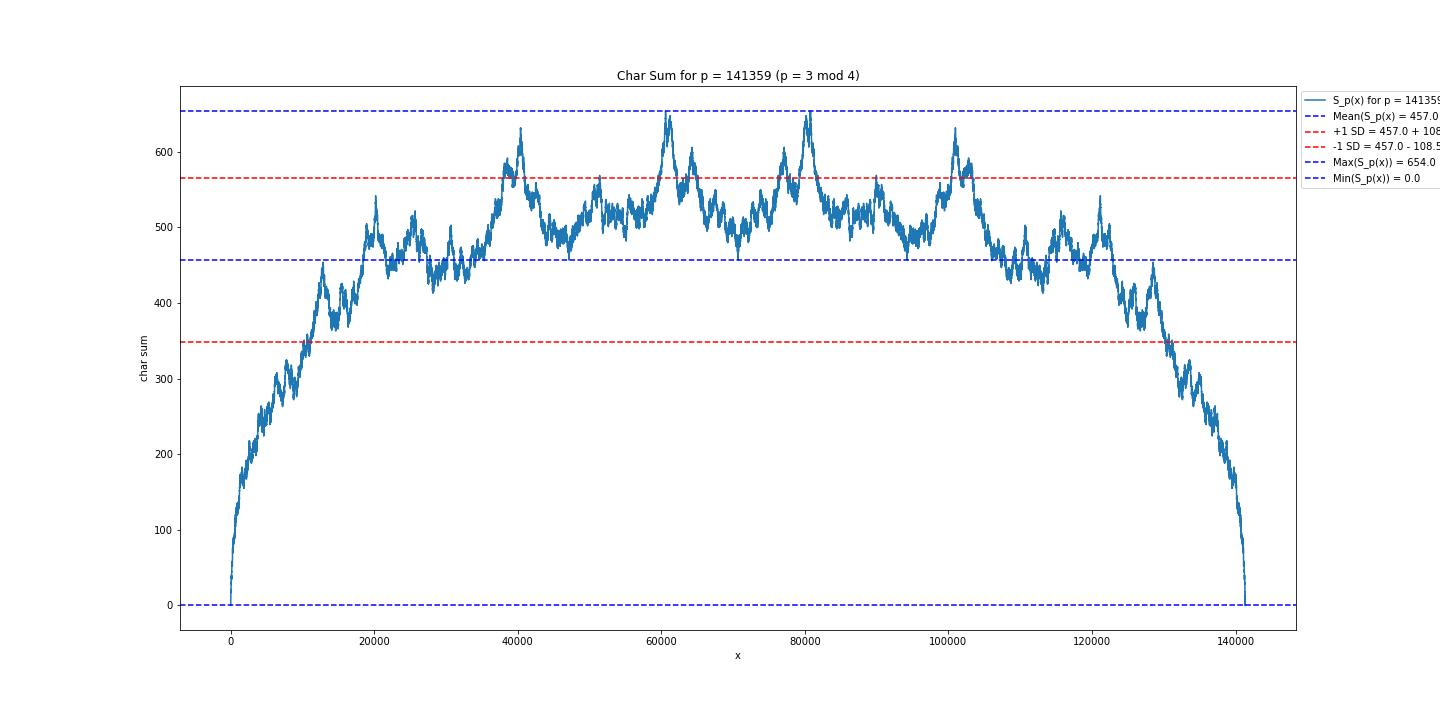 Char Sum for p = 141359 (p = 3 mod 4)
S_p(x) for p = 141359
Mean(S_p(x) = 457.0
+1 SD = 457.0 + 108
-1 SD = 457.0 - 108.5
Max(S_p(x)) = 654.0
Min(S_p(x)) = 0.0
char sum
600
500
400
300
200
100
0
0 20000 40000 60000 80000 100000 120000 140000
x